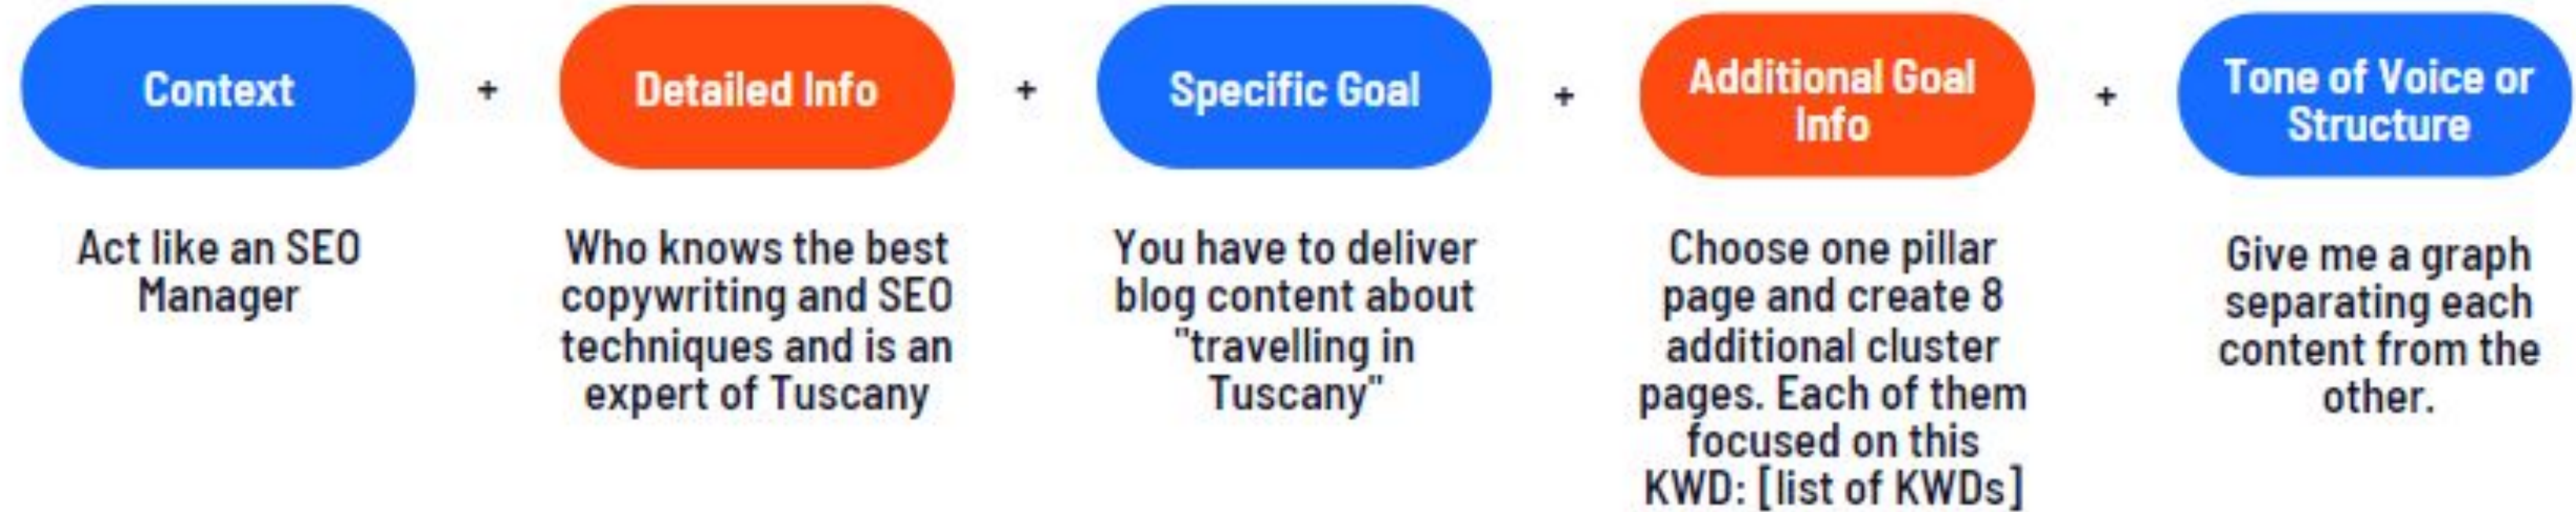 Context
+
Detailed Info
+
Specific Goal
+
Additional Goal
Info
+
Tone of Voice or
Structure
Act like an SEO
Manager
Who knows the best
copywriting and SEO
techniques and is an
expert of Tuscany
You have to deliver
blog content about
"travelling in
Tuscany"
Choose one pillar
page and create 8
additional cluster
pages. Each of them
focused on this
KWD: [list of KWDs]
Give me a graph
separating each
content from the
other.